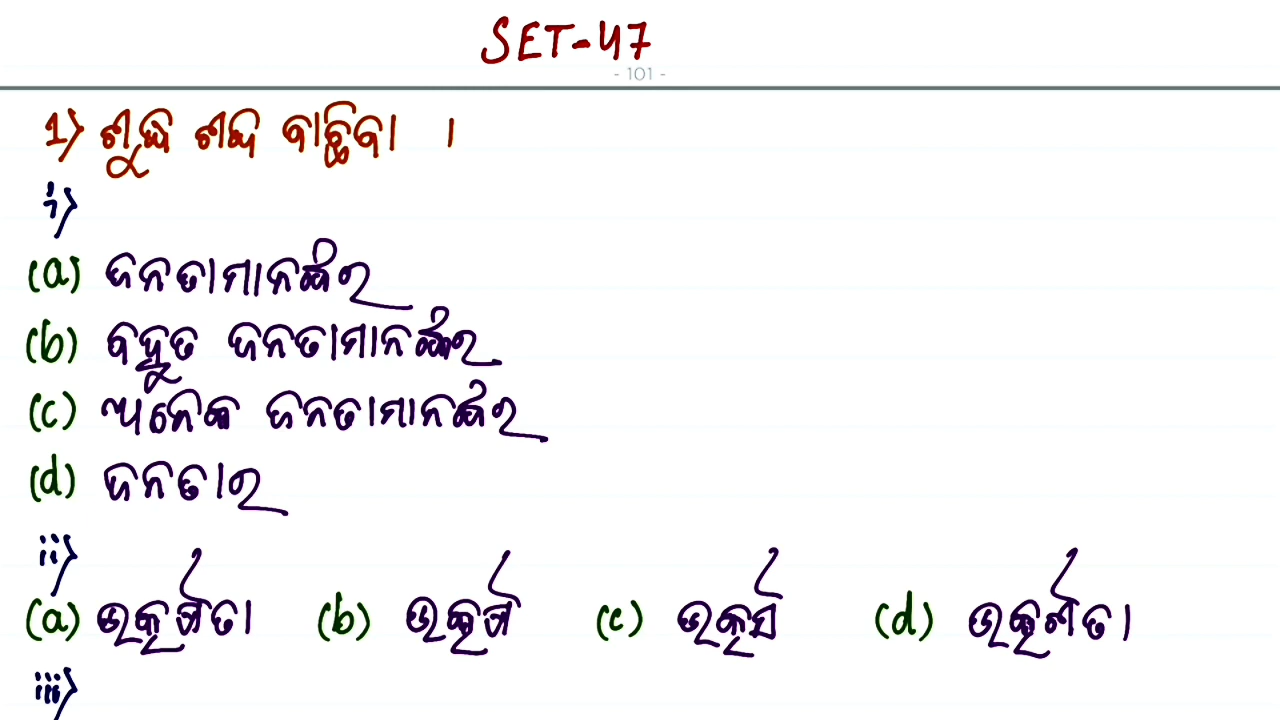 SET-47
- 101 -
1) ଶୁଦ୍ଧ ଶବ୍ଦ ବାଛିବା ।
i)
(a) ଜନତାମାନଙ୍କର
(b) ବହୁତ ଜନତାମାନଙ୍କର
(c) ଅନେକ ଜନତାମାନଙ୍କର
(d) ଜନତାର
ii)
(a) ଉତ୍କର୍ଷତା (b) ଉତ୍କର୍ଷ (c) ଉତ୍କର୍ସ (d) ଉତ୍କର୍ଶତା
iii)